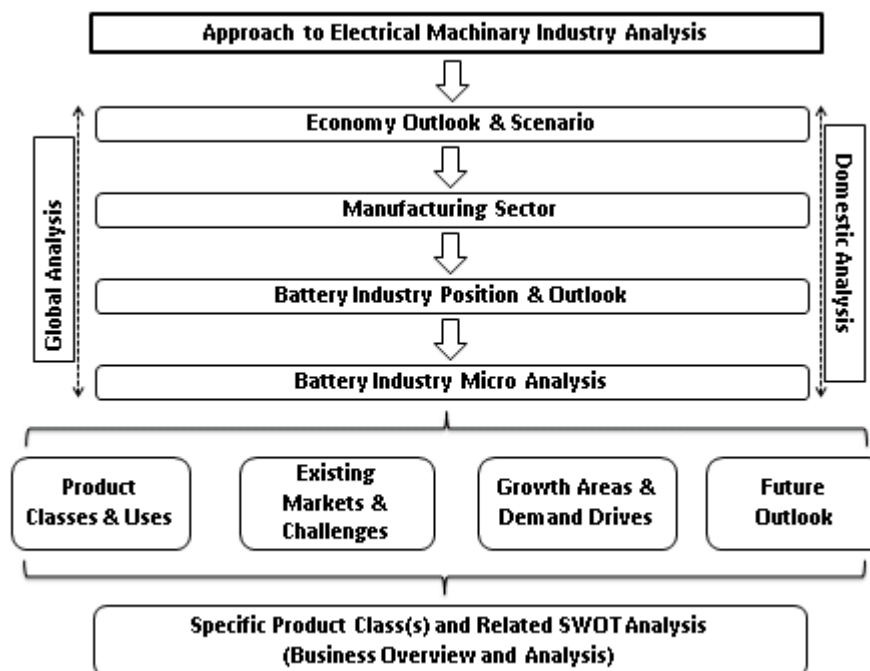 Approach to Electrical Machinary Industry Analysis
Economy Outlook & Scenario
Global Analysis
Domestic Analysis
Manufacturing Sector
Battery Industry Position & Outlook
Battery Industry Micro Analysis
Product
Classes & Uses
Existing
Markets &
Challenges
Growth Areas &
Demand Drives
Future
Outlook
Specific Product Class(s) and Related SWOT Analysis
(Business Overview and Analysis)